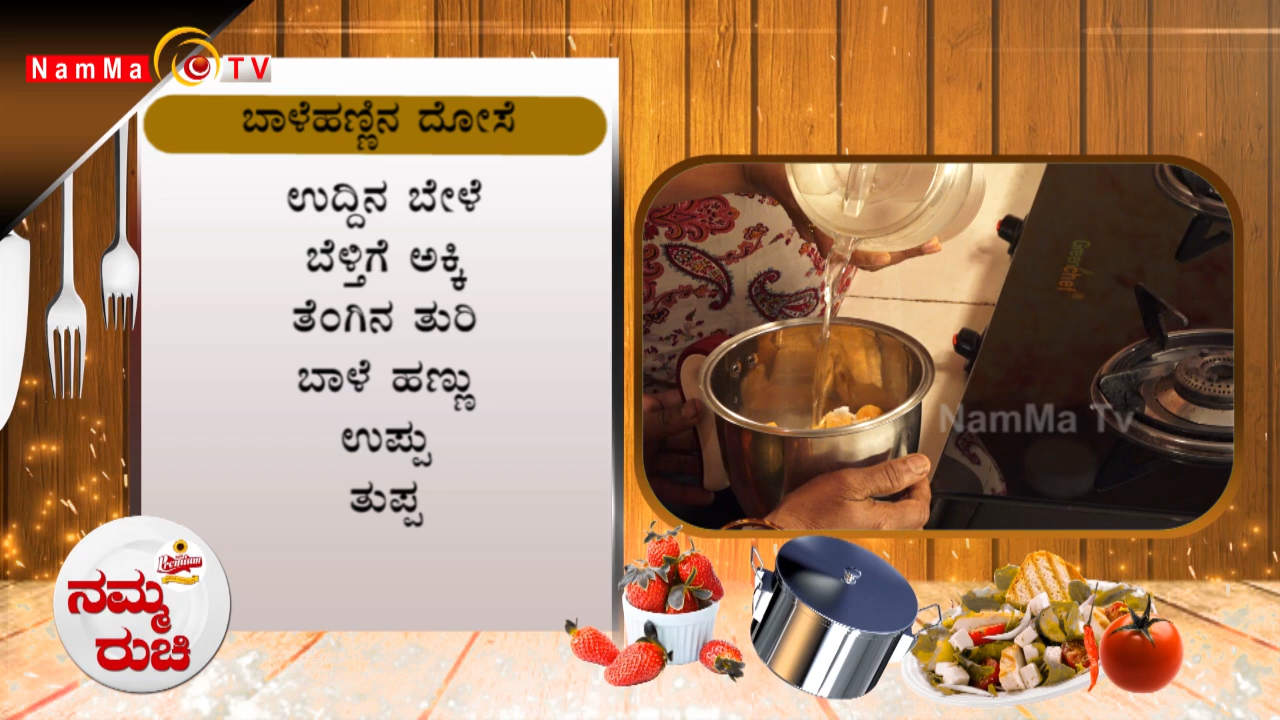 NamMa TV
ಬಾಳೆಹಣ್ಣಿನ ದೋಸೆ
ಉದ್ದಿನ ಬೇಳೆ
ಬೆಳ್ತಿಗೆ ಅಕ್ಕಿ
ತೆಂಗಿನ ತುರಿ
ಬಾಳೆ ಹಣ್ಣು
ಉಪ್ಪು
ತುಪ್ಪ
Greenchef
NamMa Tv
Premium
ನಮ್ಮ
ರುಚಿ